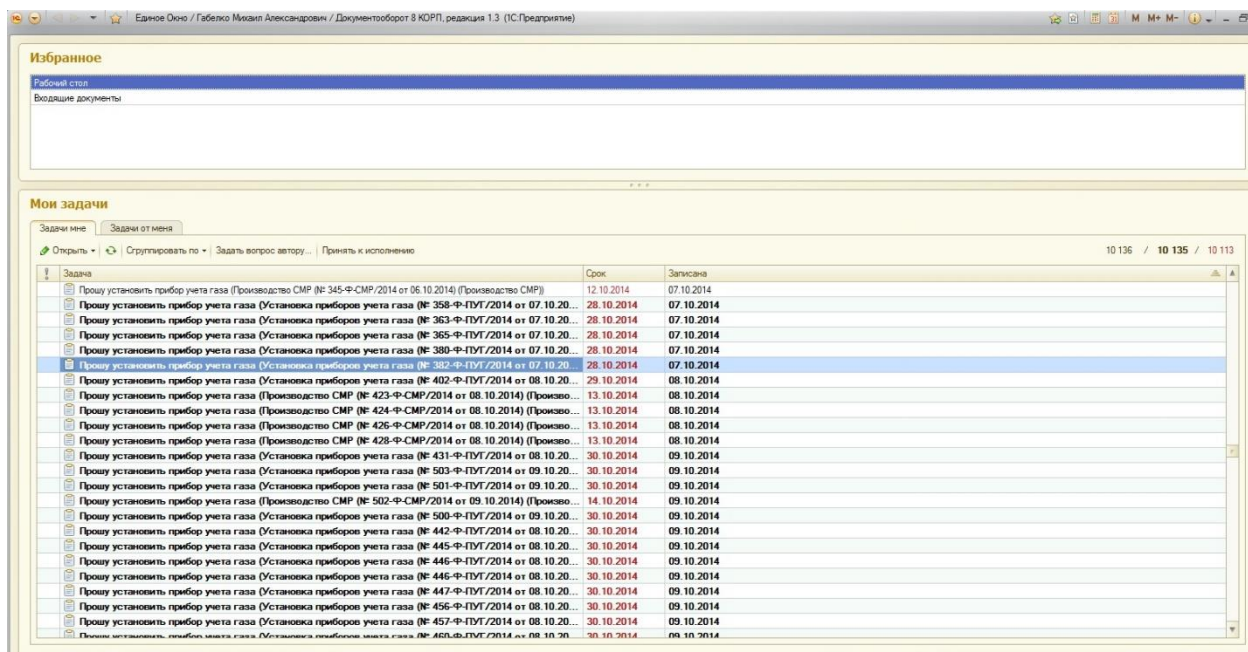 Единое Окно / Габелко Михаил Александрович / Документооборот 8 КОРП, редакция 1.3 (1С:Предприятие)
M M+ M-
Избранное
Рабочий стол
Входящие документы
Мои задачи
Задачи мне Задачи от меня
Открыть Сгруппировать по Задать вопрос автору... Принять к исполнению 10 136 / 10 135 / 10 113
Задача Срок Записана
Прошу установить прибор учета газа (Производство СМР (№ 345-Ф-СМР/2014 от 06.10.2014) (Производство СМР)) 12.10.2014 07.10.2014
Прошу установить прибор учета газа (Установка приборов учета газа (№ 358-Ф-ПУГ/2014 от 07.10.20... 28.10.2014 07.10.2014
Прошу установить прибор учета газа (Установка приборов учета газа (№ 363-Ф-ПУГ/2014 от 07.10.20... 28.10.2014 07.10.2014
Прошу установить прибор учета газа (Установка приборов учета газа (№ 365-Ф-ПУГ/2014 от 07.10.20... 28.10.2014 07.10.2014
Прошу установить прибор учета газа (Установка приборов учета газа (№ 380-Ф-ПУГ/2014 от 07.10.20... 28.10.2014 07.10.2014
Прошу установить прибор учета газа (Установка приборов учета газа (№ 382-Ф-ПУГ/2014 от 07.10.20... 28.10.2014 07.10.2014
Прошу установить прибор учета газа (Установка приборов учета газа (№ 402-Ф-ПУГ/2014 от 08.10.20... 29.10.2014 08.10.2014
Прошу установить прибор учета газа (Производство СМР (№ 423-Ф-СМР/2014 от 08.10.2014) (Произво... 13.10.2014 08.10.2014
Прошу установить прибор учета газа (Производство СМР (№ 424-Ф-СМР/2014 от 08.10.2014) (Произво... 13.10.2014 08.10.2014
Прошу установить прибор учета газа (Производство СМР (№ 426-Ф-СМР/2014 от 08.10.2014) (Произво... 13.10.2014 08.10.2014
Прошу установить прибор учета газа (Производство СМР (№ 428-Ф-СМР/2014 от 08.10.2014) (Произво... 13.10.2014 08.10.2014
Прошу установить прибор учета газа (Установка приборов учета газа (№ 431-Ф-ПУГ/2014 от 08.10.20... 30.10.2014 09.10.2014
Прошу установить прибор учета газа (Установка приборов учета газа (№ 503-Ф-ПУГ/2014 от 09.10.20... 30.10.2014 09.10.2014
Прошу установить прибор учета газа (Установка приборов учета газа (№ 501-Ф-ПУГ/2014 от 09.10.20... 30.10.2014 09.10.2014
Прошу установить прибор учета газа (Производство СМР (№ 502-Ф-СМР/2014 от 09.10.2014) (Произво... 14.10.2014 09.10.2014
Прошу установить прибор учета газа (Установка приборов учета газа (№ 500-Ф-ПУГ/2014 от 09.10.20... 30.10.2014 09.10.2014
Прошу установить прибор учета газа (Установка приборов учета газа (№ 442-Ф-ПУГ/2014 от 08.10.20... 30.10.2014 09.10.2014
Прошу установить прибор учета газа (Установка приборов учета газа (№ 445-Ф-ПУГ/2014 от 08.10.20... 30.10.2014 09.10.2014
Прошу установить прибор учета газа (Установка приборов учета газа (№ 446-Ф-ПУГ/2014 от 08.10.20... 30.10.2014 09.10.2014
Прошу установить прибор учета газа (Установка приборов учета газа (№ 446-Ф-ПУГ/2014 от 08.10.20... 30.10.2014 09.10.2014
Прошу установить прибор учета газа (Установка приборов учета газа (№ 447-Ф-ПУГ/2014 от 08.10.20... 30.10.2014 09.10.2014
Прошу установить прибор учета газа (Установка приборов учета газа (№ 456-Ф-ПУГ/2014 от 08.10.20... 30.10.2014 09.10.2014
Прошу установить прибор учета газа (Установка приборов учета газа (№ 457-Ф-ПУГ/2014 от 08.10.20... 30.10.2014 09.10.2014
Прошу установить прибор учета газа (Установка приборов учета газа (№ 460-Ф-ПУГ/2014 от 08.10.20... 30.10.2014 09.10.2014